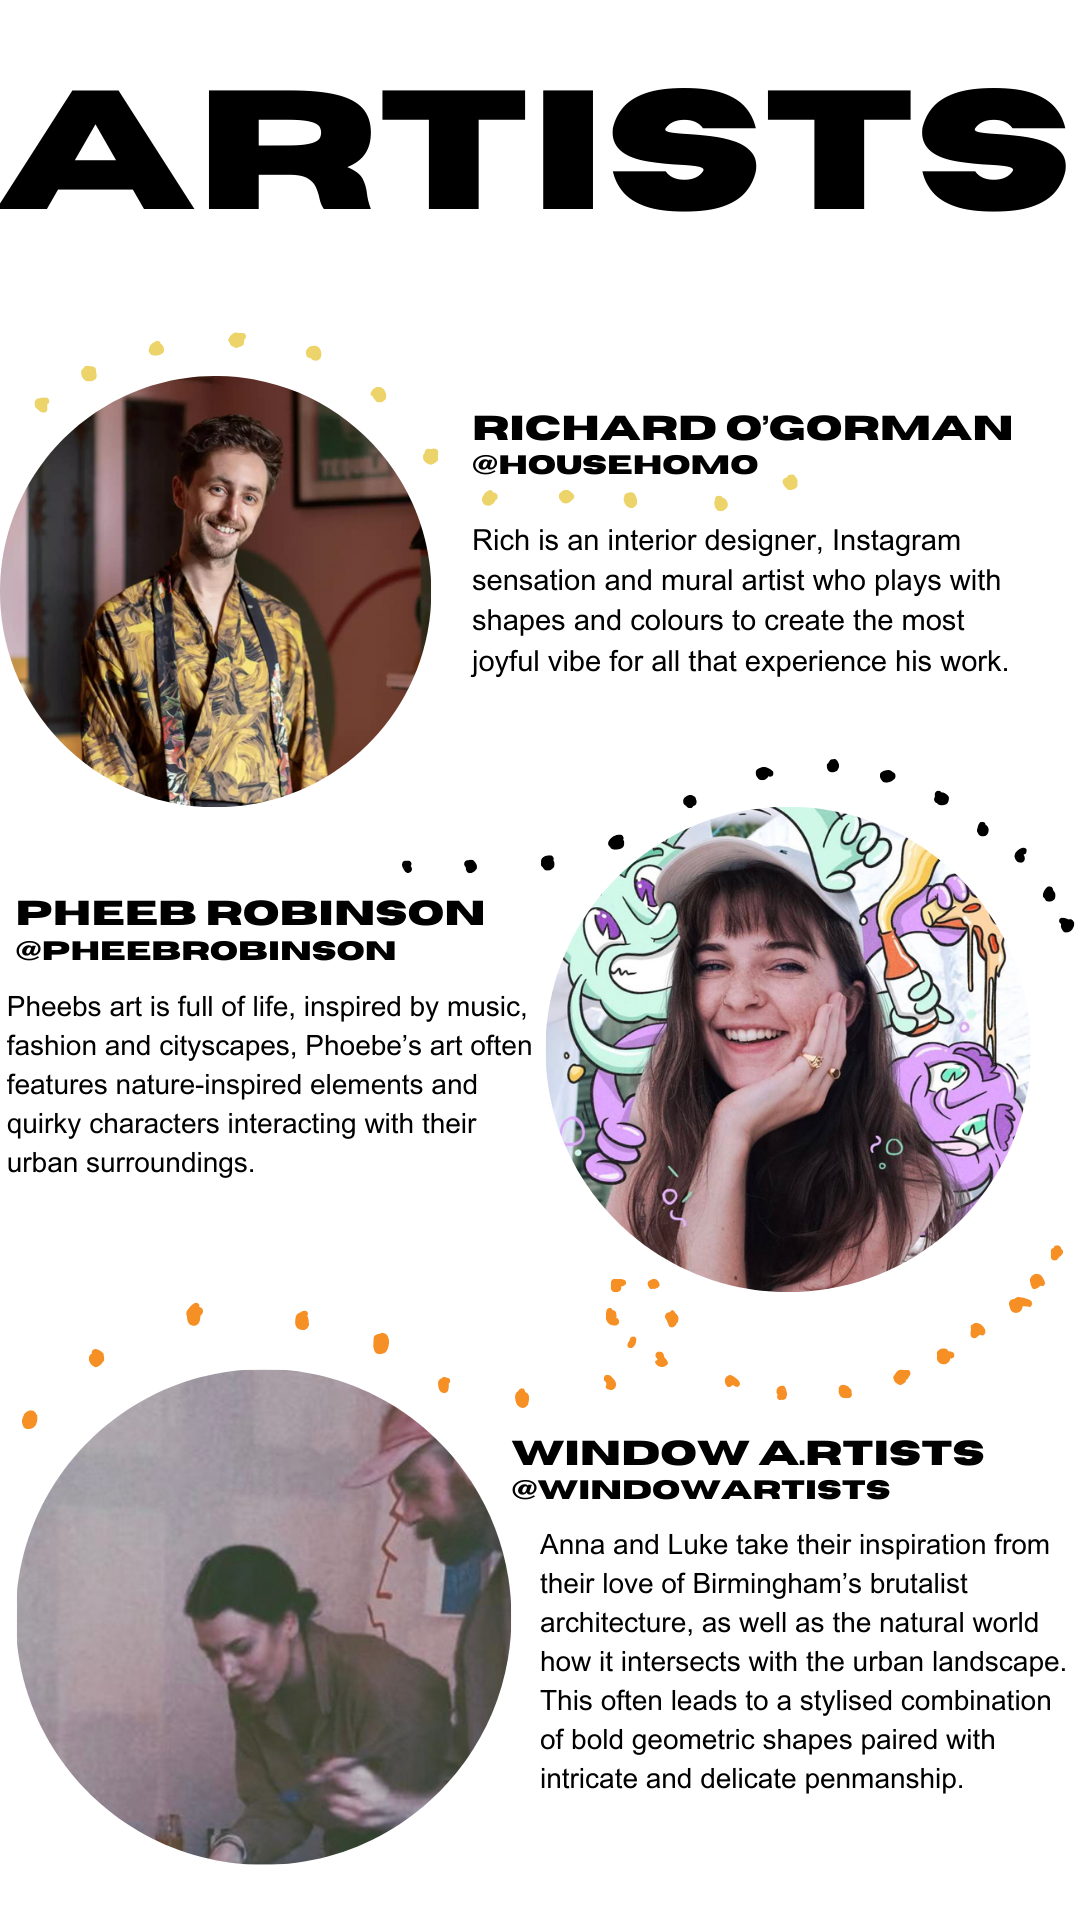 ARTISTS
TEQUILA
RICHARD O'GORMAN
@HOUSEHOMO
Rich is an interior designer, Instagram
sensation and mural artist who plays with
shapes and colours to create the most
joyful vibe for all that experience his work.
PHEEB ROBINSON
@PHEEBROBINSON
Pheebs art is full of life, inspired by music,
fashion and cityscapes, Phoebe’s art often
features nature-inspired elements and
quirky characters interacting with their
urban surroundings.
WINDOW A.RTISTS
@WINDOWARTISTS
Anna and Luke take their inspiration from
their love of Birmingham’s brutalist
architecture, as well as the natural world
how it intersects with the urban landscape.
This often leads to a stylised combination
of bold geometric shapes paired with
intricate and delicate penmanship.